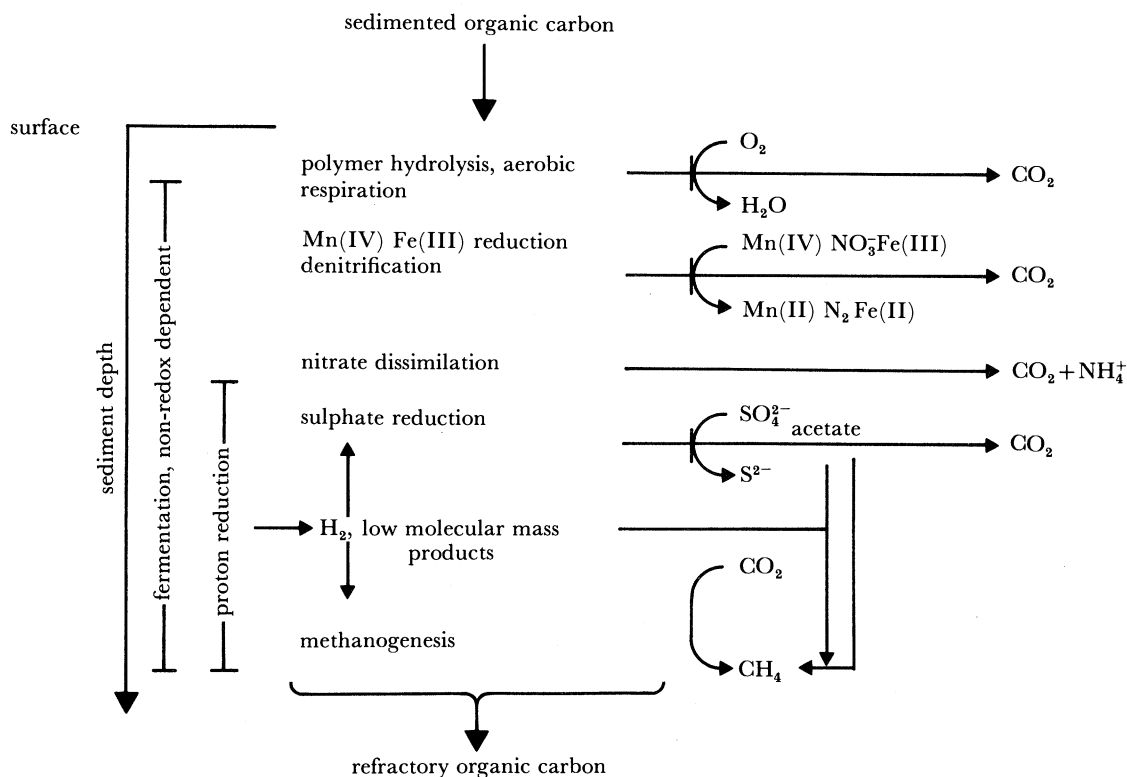 sedimented organic carbon
surface
polymer hydrolysis, aerobic
respiration
O₂
CO₂
H₂O
Mn(IV) Fe(III) reduction
denitrification
Mn(IV) NO₃⁻Fe(III)
CO₂
Mn(II) N₂ Fe(II)
nitrate dissimilation
CO₂+NH₄⁺
sulphate reduction
SO₄²⁻
acetate
CO₂
S²⁻
H₂, low molecular mass
products
CO₂
methanogenesis
CH₄
refractory organic carbon
sediment depth
fermentation, non-redox dependent
proton reduction